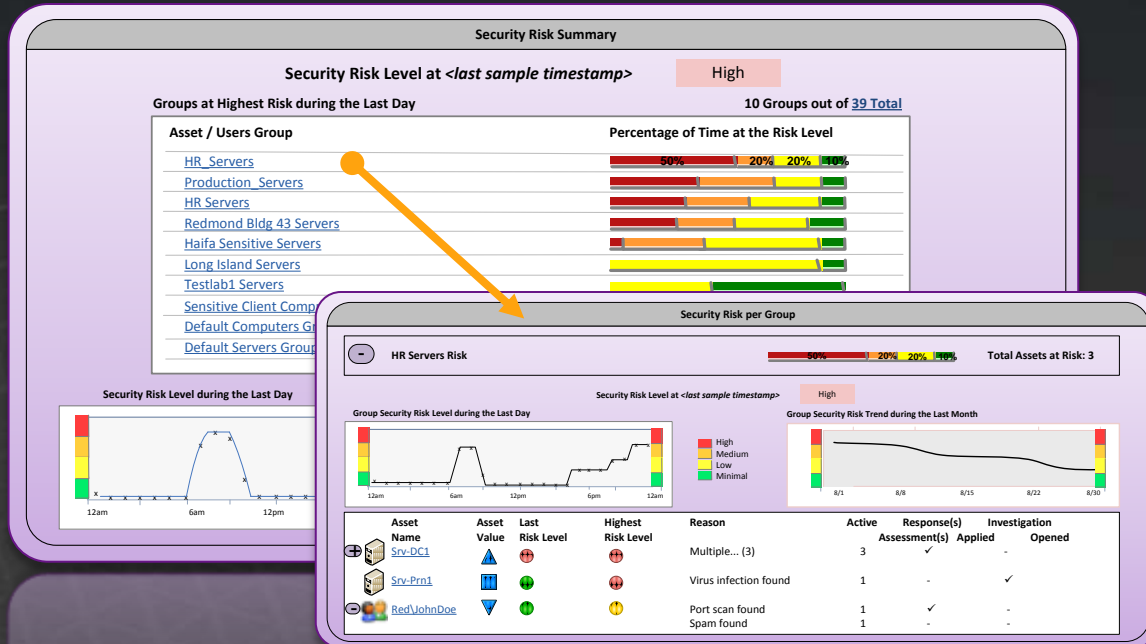 Security Risk Summary
Security Risk Level at <last sample timestamp> High
Groups at Highest Risk during the Last Day 10 Groups out of 39 Total
Asset / Users Group Percentage of Time at the Risk Level
HR_Servers 50% 20% 20% 10%
Production_Servers
HR Servers
Redmond Bldg 43 Servers
Haifa Sensitive Servers
Long Island Servers
Testlab1 Servers
Sensitive Client Comp
Default Computers Gr
Default Servers Group
Security Risk Level during the Last Day
12am 6am 12pm
Security Risk per Group
- HR Servers Risk 50% 20% 20% 10% Total Assets at Risk: 3
Security Risk Level at <last sample timestamp> High
Group Security Risk Level during the Last Day Group Security Risk Trend during the Last Month
High
Medium
Low
Minimal
12am 6am 12pm 6pm 12am
8/1 8/8 8/15 8/22 8/30
Asset Asset Last Highest Reason Active Response(s) Investigation
Name Value Risk Level Risk Level Assessment(s) Applied Opened
Srv-DC1 Multiple... (3) 3 ✓ -
Srv-Prn1 Virus infection found 1 - ✓
Red\JohnDoe Port scan found 1 ✓ -
Spam found 1 - -